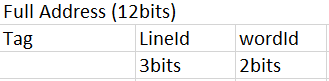 Full Address (12bits)
Tag LineId wordId
3bits 2bits